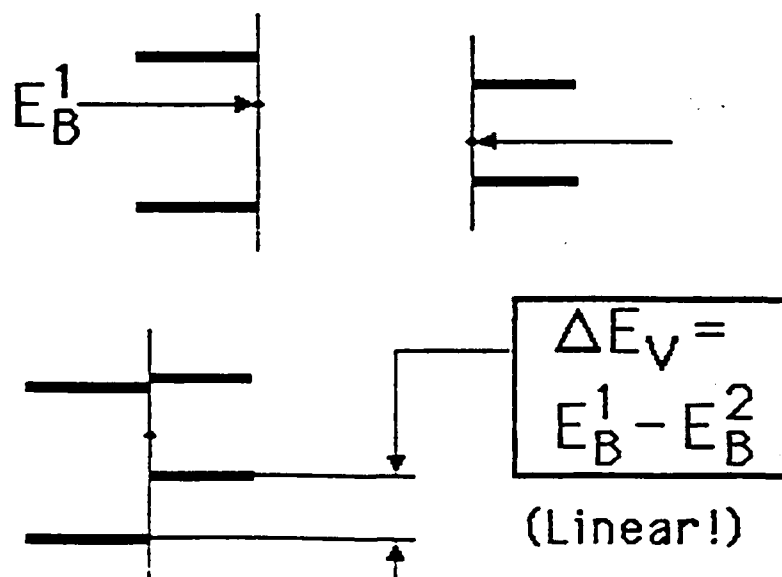 E_B^1
ΔE_V =
E_B^1 - E_B^2
(Linear!)